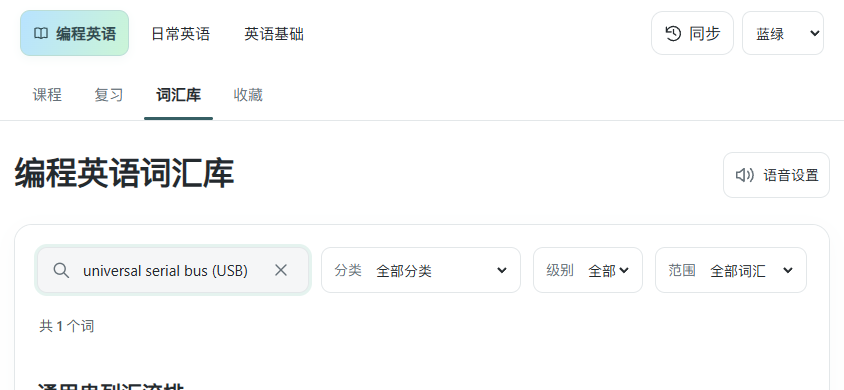 编程英语 日常英语 英语基础 同步 蓝绿
课程 复习 词汇库 收藏
编程英语词汇库
语音设置
universal serial bus (USB) 分类 全部分类 级别 全部 范围 全部词汇
共 1 个词